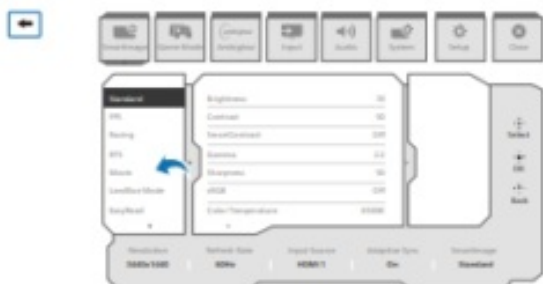 SmartImage
Game Mode
Ambiglow
Input
Audio
System
Setup
Close
Standard
FPS
Racing
RTS
Movie
LowBlue Mode
EasyRead
Brightness
Contrast 50
SmartContrast Off
Gamma 2.2
Sharpness 50
sRGB Off
Color Temperature 6500K
Select
OK
Back
Resolution
Refresh Rate
Input Source
Adaptive Sync
SmartImage
60Hz
HDMI 1
On
Standard